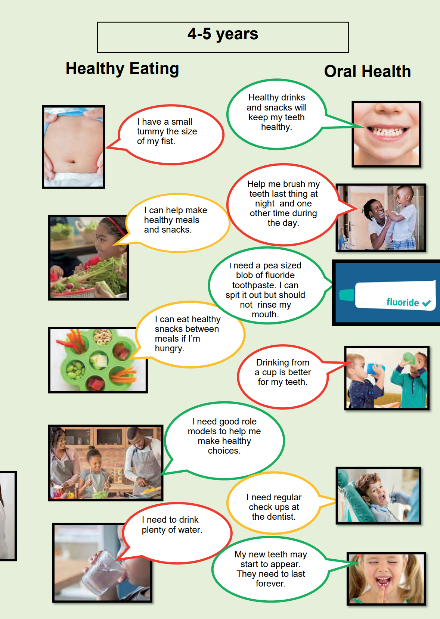 4-5 years
Healthy Eating
Oral Health
I have a small
tummy the size
of my fist.
I can help make
healthy meals
and snacks.
I can eat healthy
snacks between
meals if I'm
hungry.
I need good role
models to help me
make healthy
choices.
I need to drink
plenty of water.
Healthy drinks
and snacks will
keep my teeth
healthy.
Help me brush my
teeth last thing at
night and one
other time during
the day.
I need a pea sized
blob of fluoride
toothpaste. I can
spit it out but should
not rinse my
mouth.
fluoride
Drinking from
a cup is better
for my teeth.
I need regular
check ups at
the dentist.
My new teeth may
start to appear.
They need to last
forever.